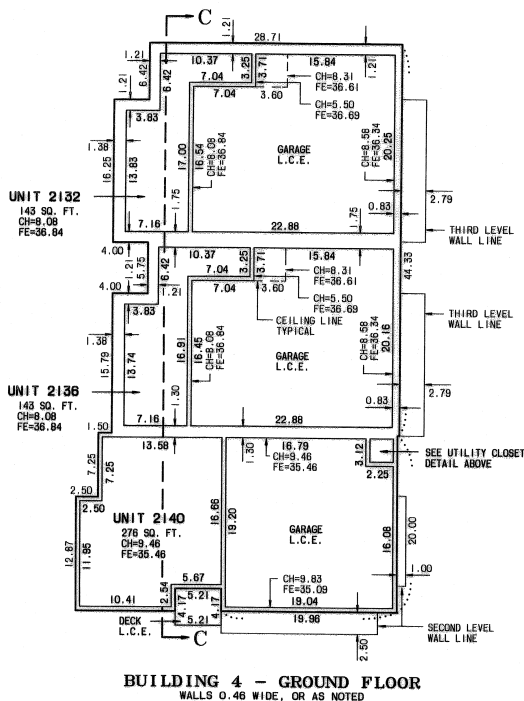 C
28.71
1.21
1.21
6.42
6.42
10.37
3.25
3.71
15.84
1.21
7.04
7.04
3.60
CH=8.31
FE=36.61
CH=5.50
FE=36.69
1.21
3.83
1.38
16.25
13.83
17.00
16.54
CH=8.08
FE=36.84
GARAGE
L.C.E.
CH=8.58
FE=36.34
20.25
UNIT 2132
143 SQ. FT.
CH=8.08
FE=36.84
0.83
2.79
7.16
1.75
22.88
1.75
THIRD LEVEL
WALL LINE
4.00
1.21
5.75
6.42
10.37
3.25
3.71
15.84
44.33
4.00
1.21
7.04
7.04
3.60
CH=8.31
FE=36.61
CH=5.50
FE=36.69
3.83
CEILING LINE
TYPICAL
THIRD LEVEL
WALL LINE
1.38
15.79
13.74
16.91
16.45
CH=8.08
FE=36.84
GARAGE
L.C.E.
CH=8.58
FE=36.34
20.16
UNIT 2136
143 SQ. FT.
CH=8.08
FE=36.84
0.83
2.79
7.16
1.30
22.88
1.50
13.58
1.30
16.79
CH=9.46
FE=35.46
3.12
2.25
SEE UTILITY CLOSET
DETAIL ABOVE
7.25
7.25
2.50
2.50
UNIT 2140
276 SQ. FT.
CH=9.46
FE=35.46
16.66
19.20
GARAGE
L.C.E.
16.08
20.00
12.67
11.95
1.00
10.41
2.54
5.67
5.21
4.17
4.17
5.21
CH=9.83
FE=35.09
19.04
19.96
DECK
L.C.E.
C
2.50
SECOND LEVEL
WALL LINE
BUILDING 4 - GROUND FLOOR
WALLS 0.46 WIDE, OR AS NOTED